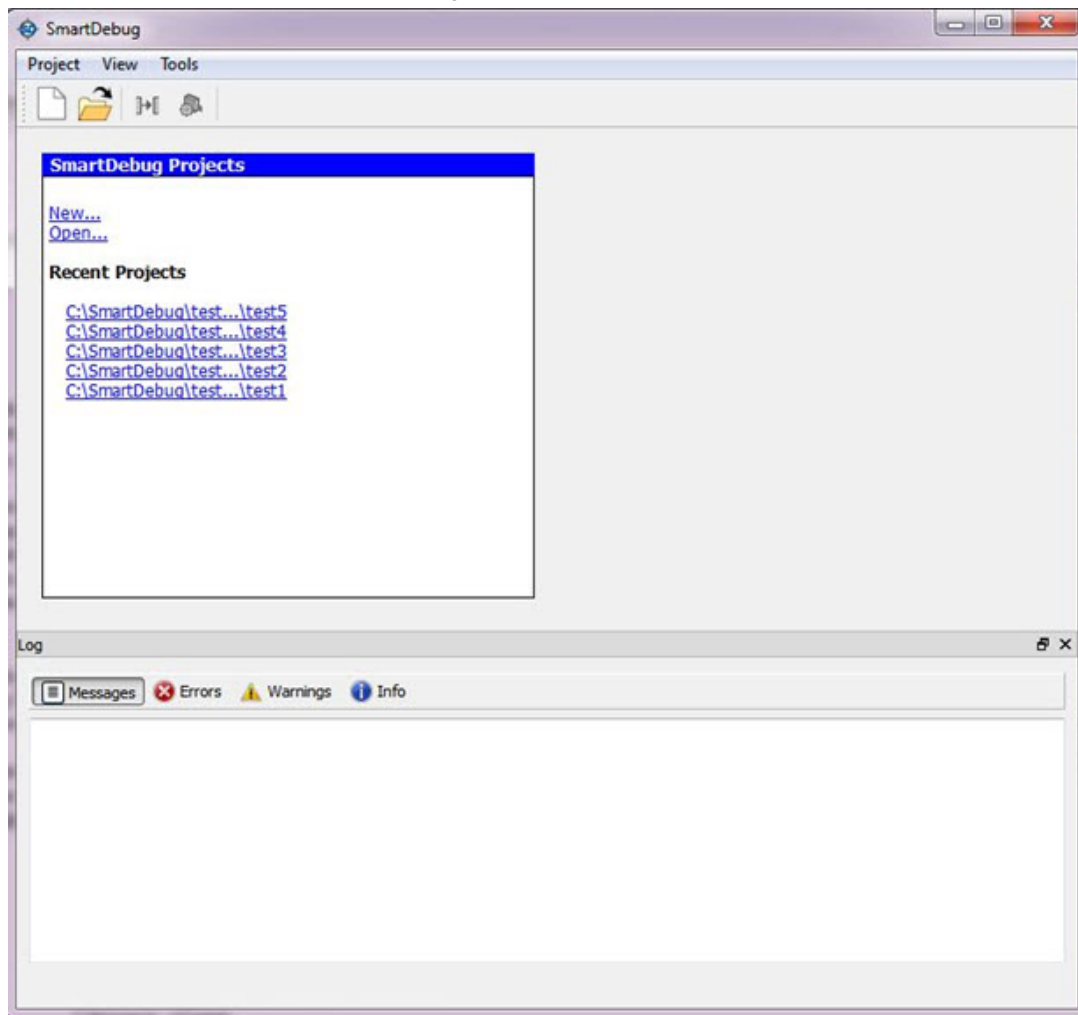 SmartDebug
Project View Tools
SmartDebug Projects
New...
Open...
Recent Projects
C:\SmartDebug\test...\test5
C:\SmartDebug\test...\test4
C:\SmartDebug\test...\test3
C:\SmartDebug\test...\test2
C:\SmartDebug\test...\test1
Log
Messages Errors Warnings Info